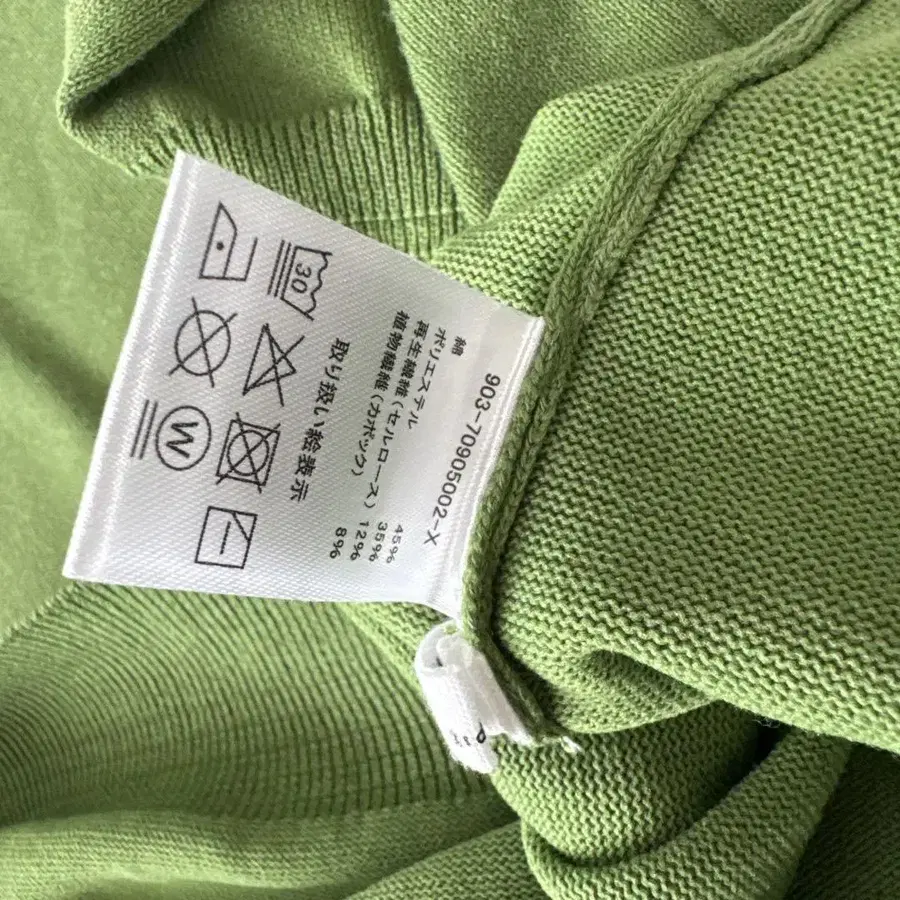 903-70905002-X
綿 45%
ポリエステル 35%
再生繊維(セルロース) 12%
植物繊維(カポック) 8%
取り扱い絵表示
30
W